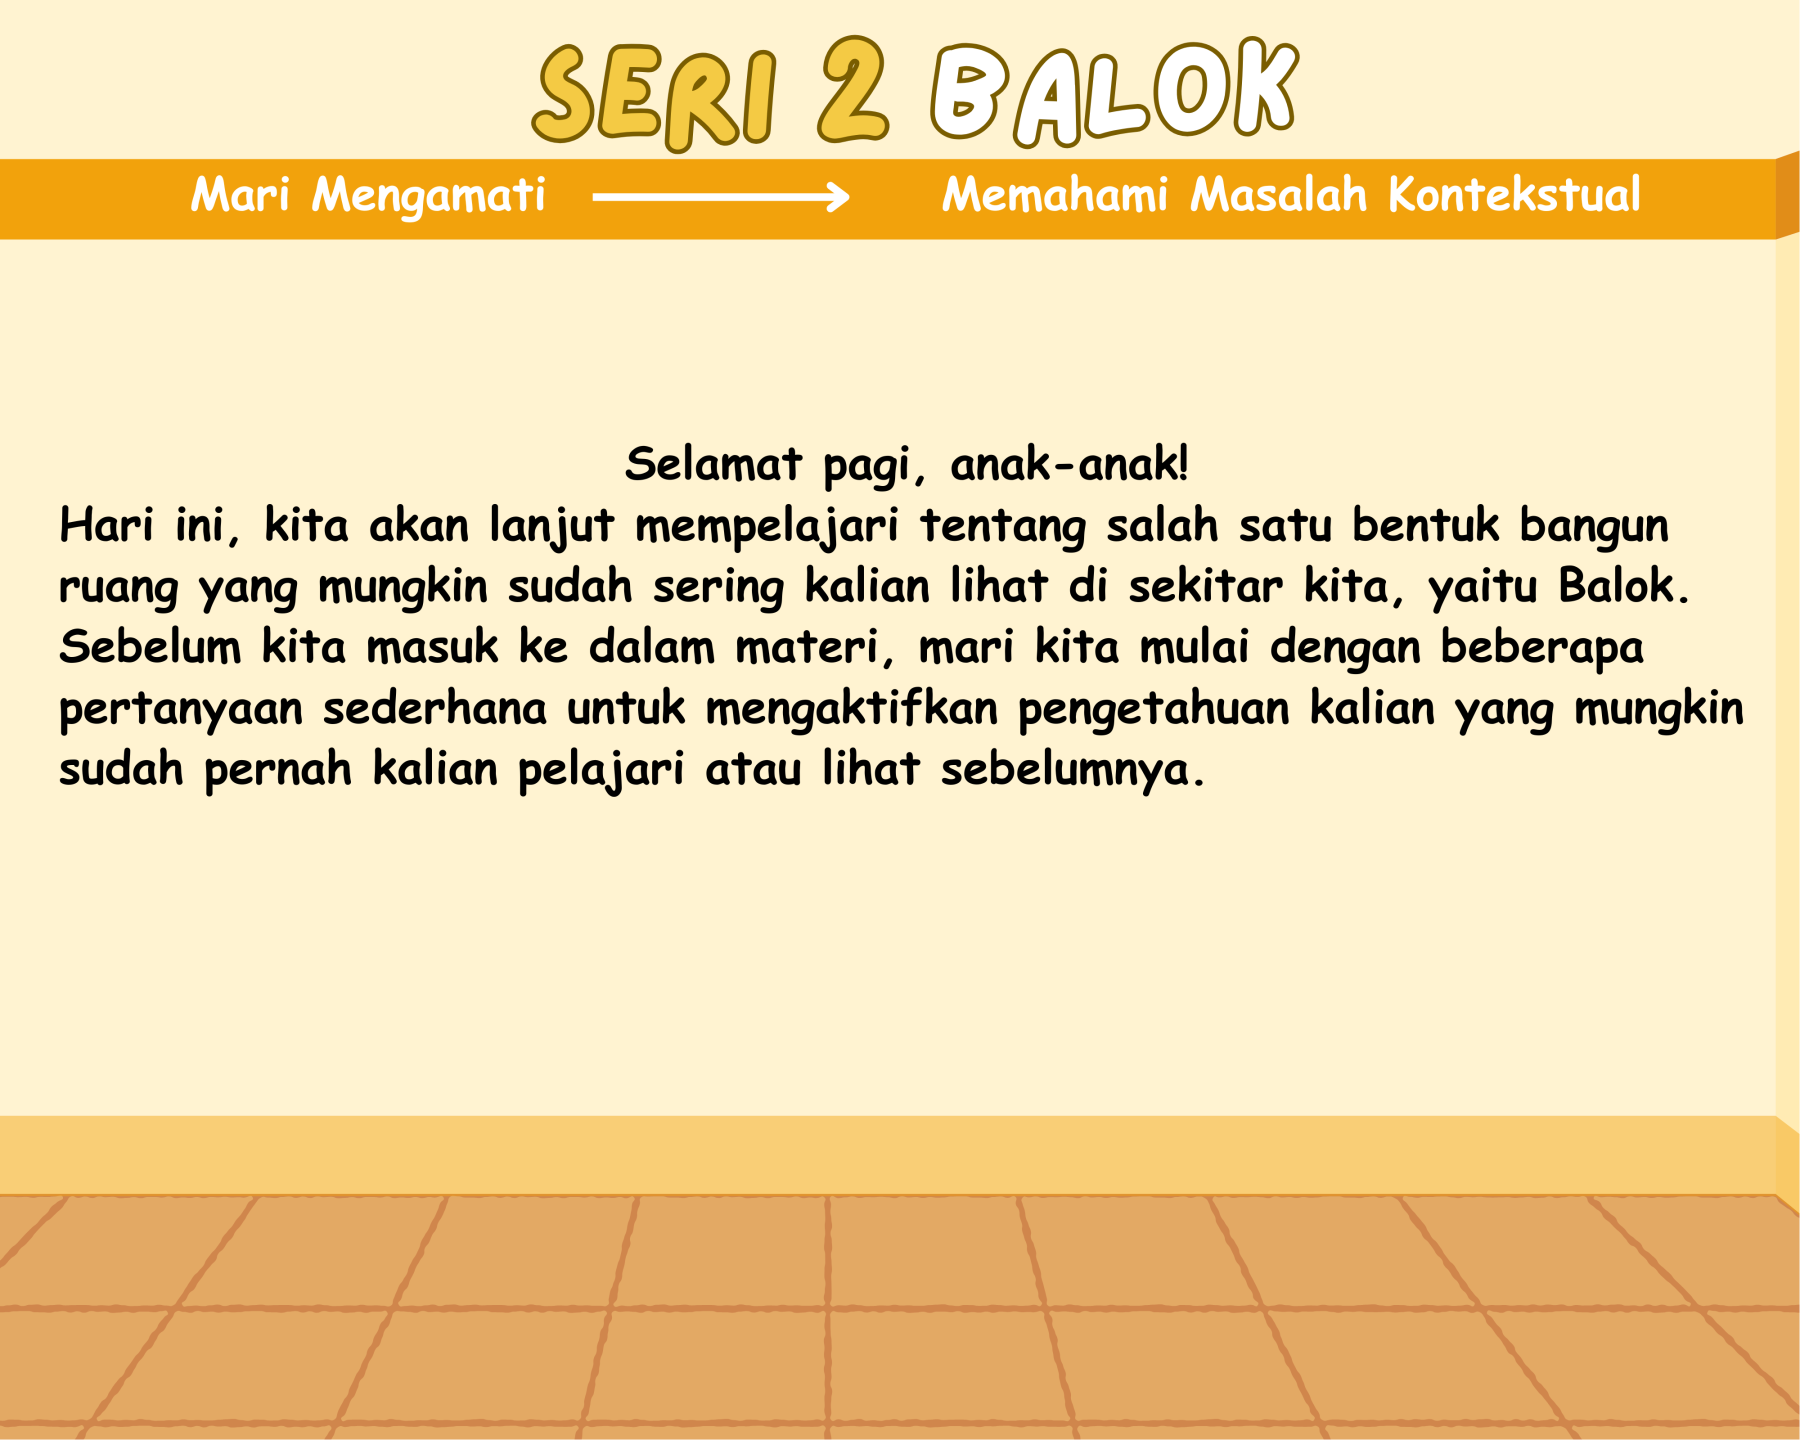 SERI 2 BALOK
Mari Mengamati → Memahami Masalah Kontekstual
Selamat pagi, anak-anak!
Hari ini, kita akan lanjut mempelajari tentang salah satu bentuk bangun
ruang yang mungkin sudah sering kalian lihat di sekitar kita, yaitu Balok.
Sebelum kita masuk ke dalam materi, mari kita mulai dengan beberapa
pertanyaan sederhana untuk mengaktifkan pengetahuan kalian yang mungkin
sudah pernah kalian pelajari atau lihat sebelumnya.